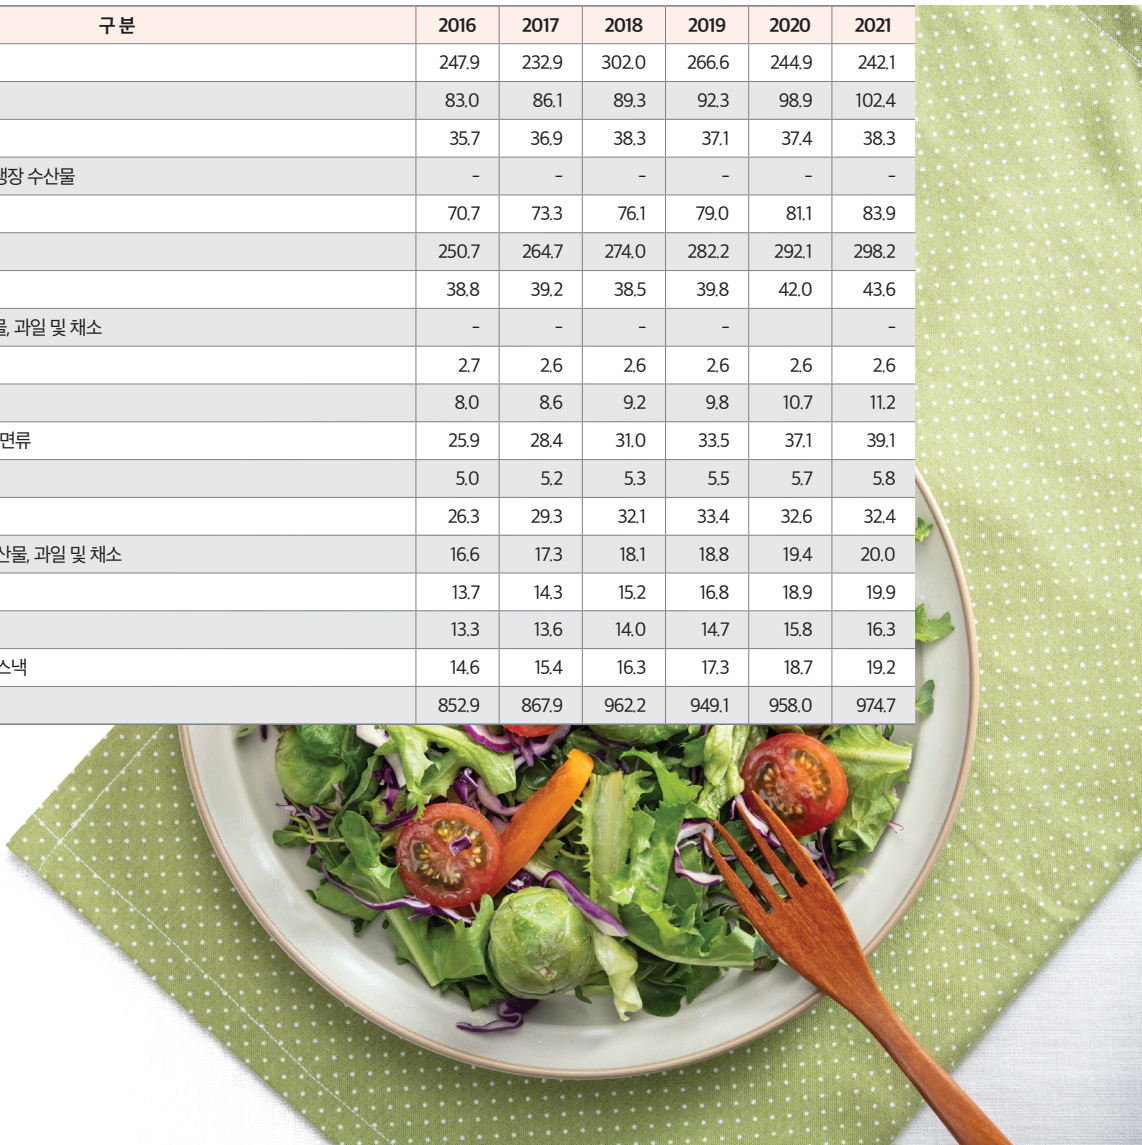 구 분 2016 2017 2018 2019 2020 2021
247.9 232.9 302.0 266.6 244.9 242.1
83.0 86.1 89.3 92.3 98.9 102.4
35.7 36.9 38.3 37.1 37.4 38.3
냉장 수산물 - - - - - -
70.7 73.3 76.1 79.0 81.1 83.9
250.7 264.7 274.0 282.2 292.1 298.2
38.8 39.2 38.5 39.8 42.0 43.6
물, 과일 및 채소 - - - - -
2.7 2.6 2.6 2.6 2.6 2.6
8.0 8.6 9.2 9.8 10.7 11.2
면류 25.9 28.4 31.0 33.5 37.1 39.1
5.0 5.2 5.3 5.5 5.7 5.8
26.3 29.3 32.1 33.4 32.6 32.4
산물, 과일 및 채소 16.6 17.3 18.1 18.8 19.4 20.0
13.7 14.3 15.2 16.8 18.9 19.9
13.3 13.6 14.0 14.7 15.8 16.3
스낵 14.6 15.4 16.3 17.3 18.7 19.2
852.9 867.9 962.2 949.1 958.0 974.7